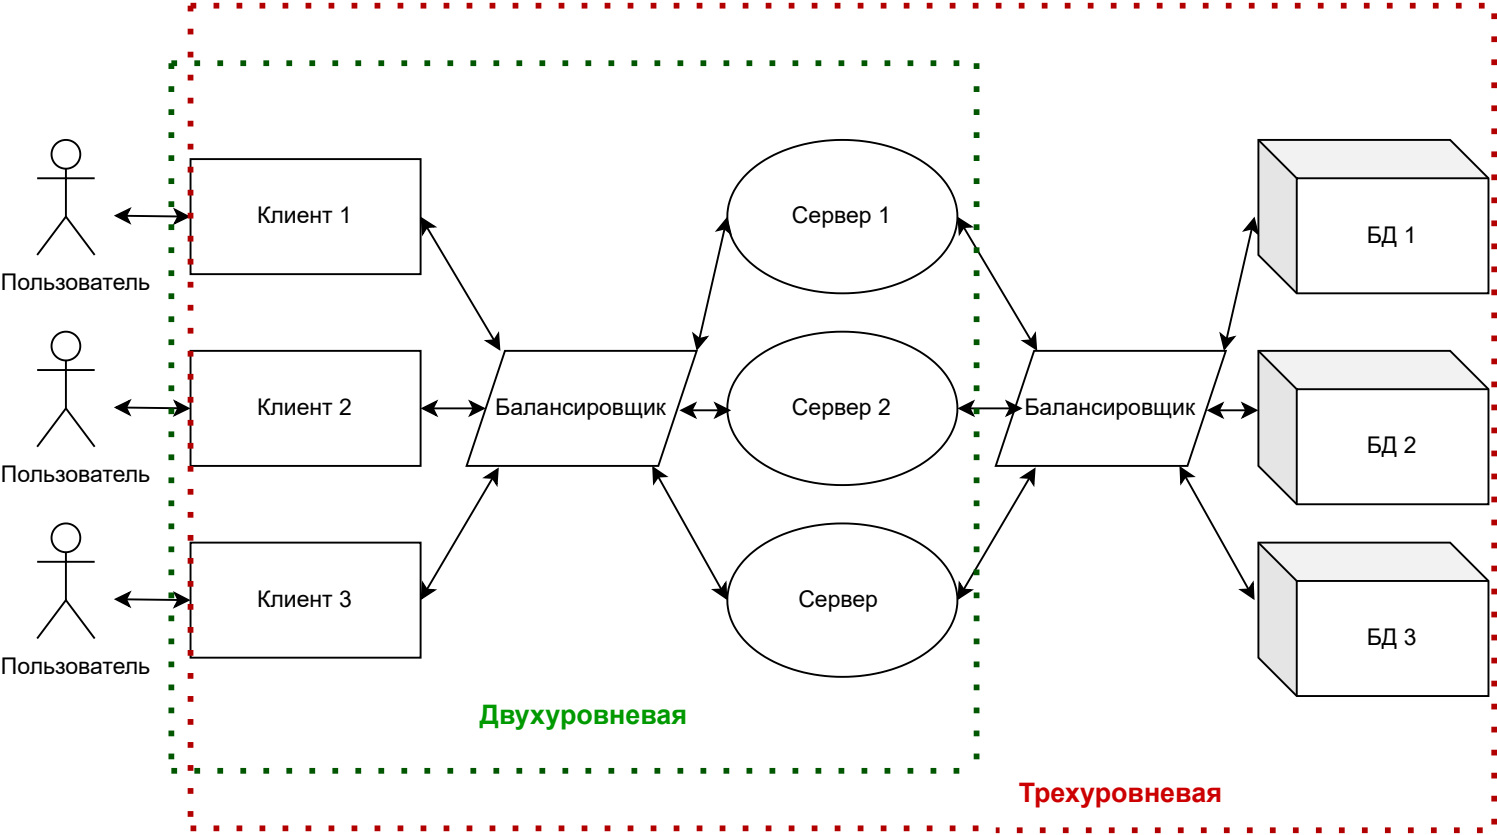 Клиент 1
Сервер 1
БД 1
Пользователь
Клиент 2
Балансировщик
Сервер 2
Балансировщик
БД 2
Пользователь
Клиент 3
Сервер
БД 3
Пользователь
Двухуровневая
Трехуровневая